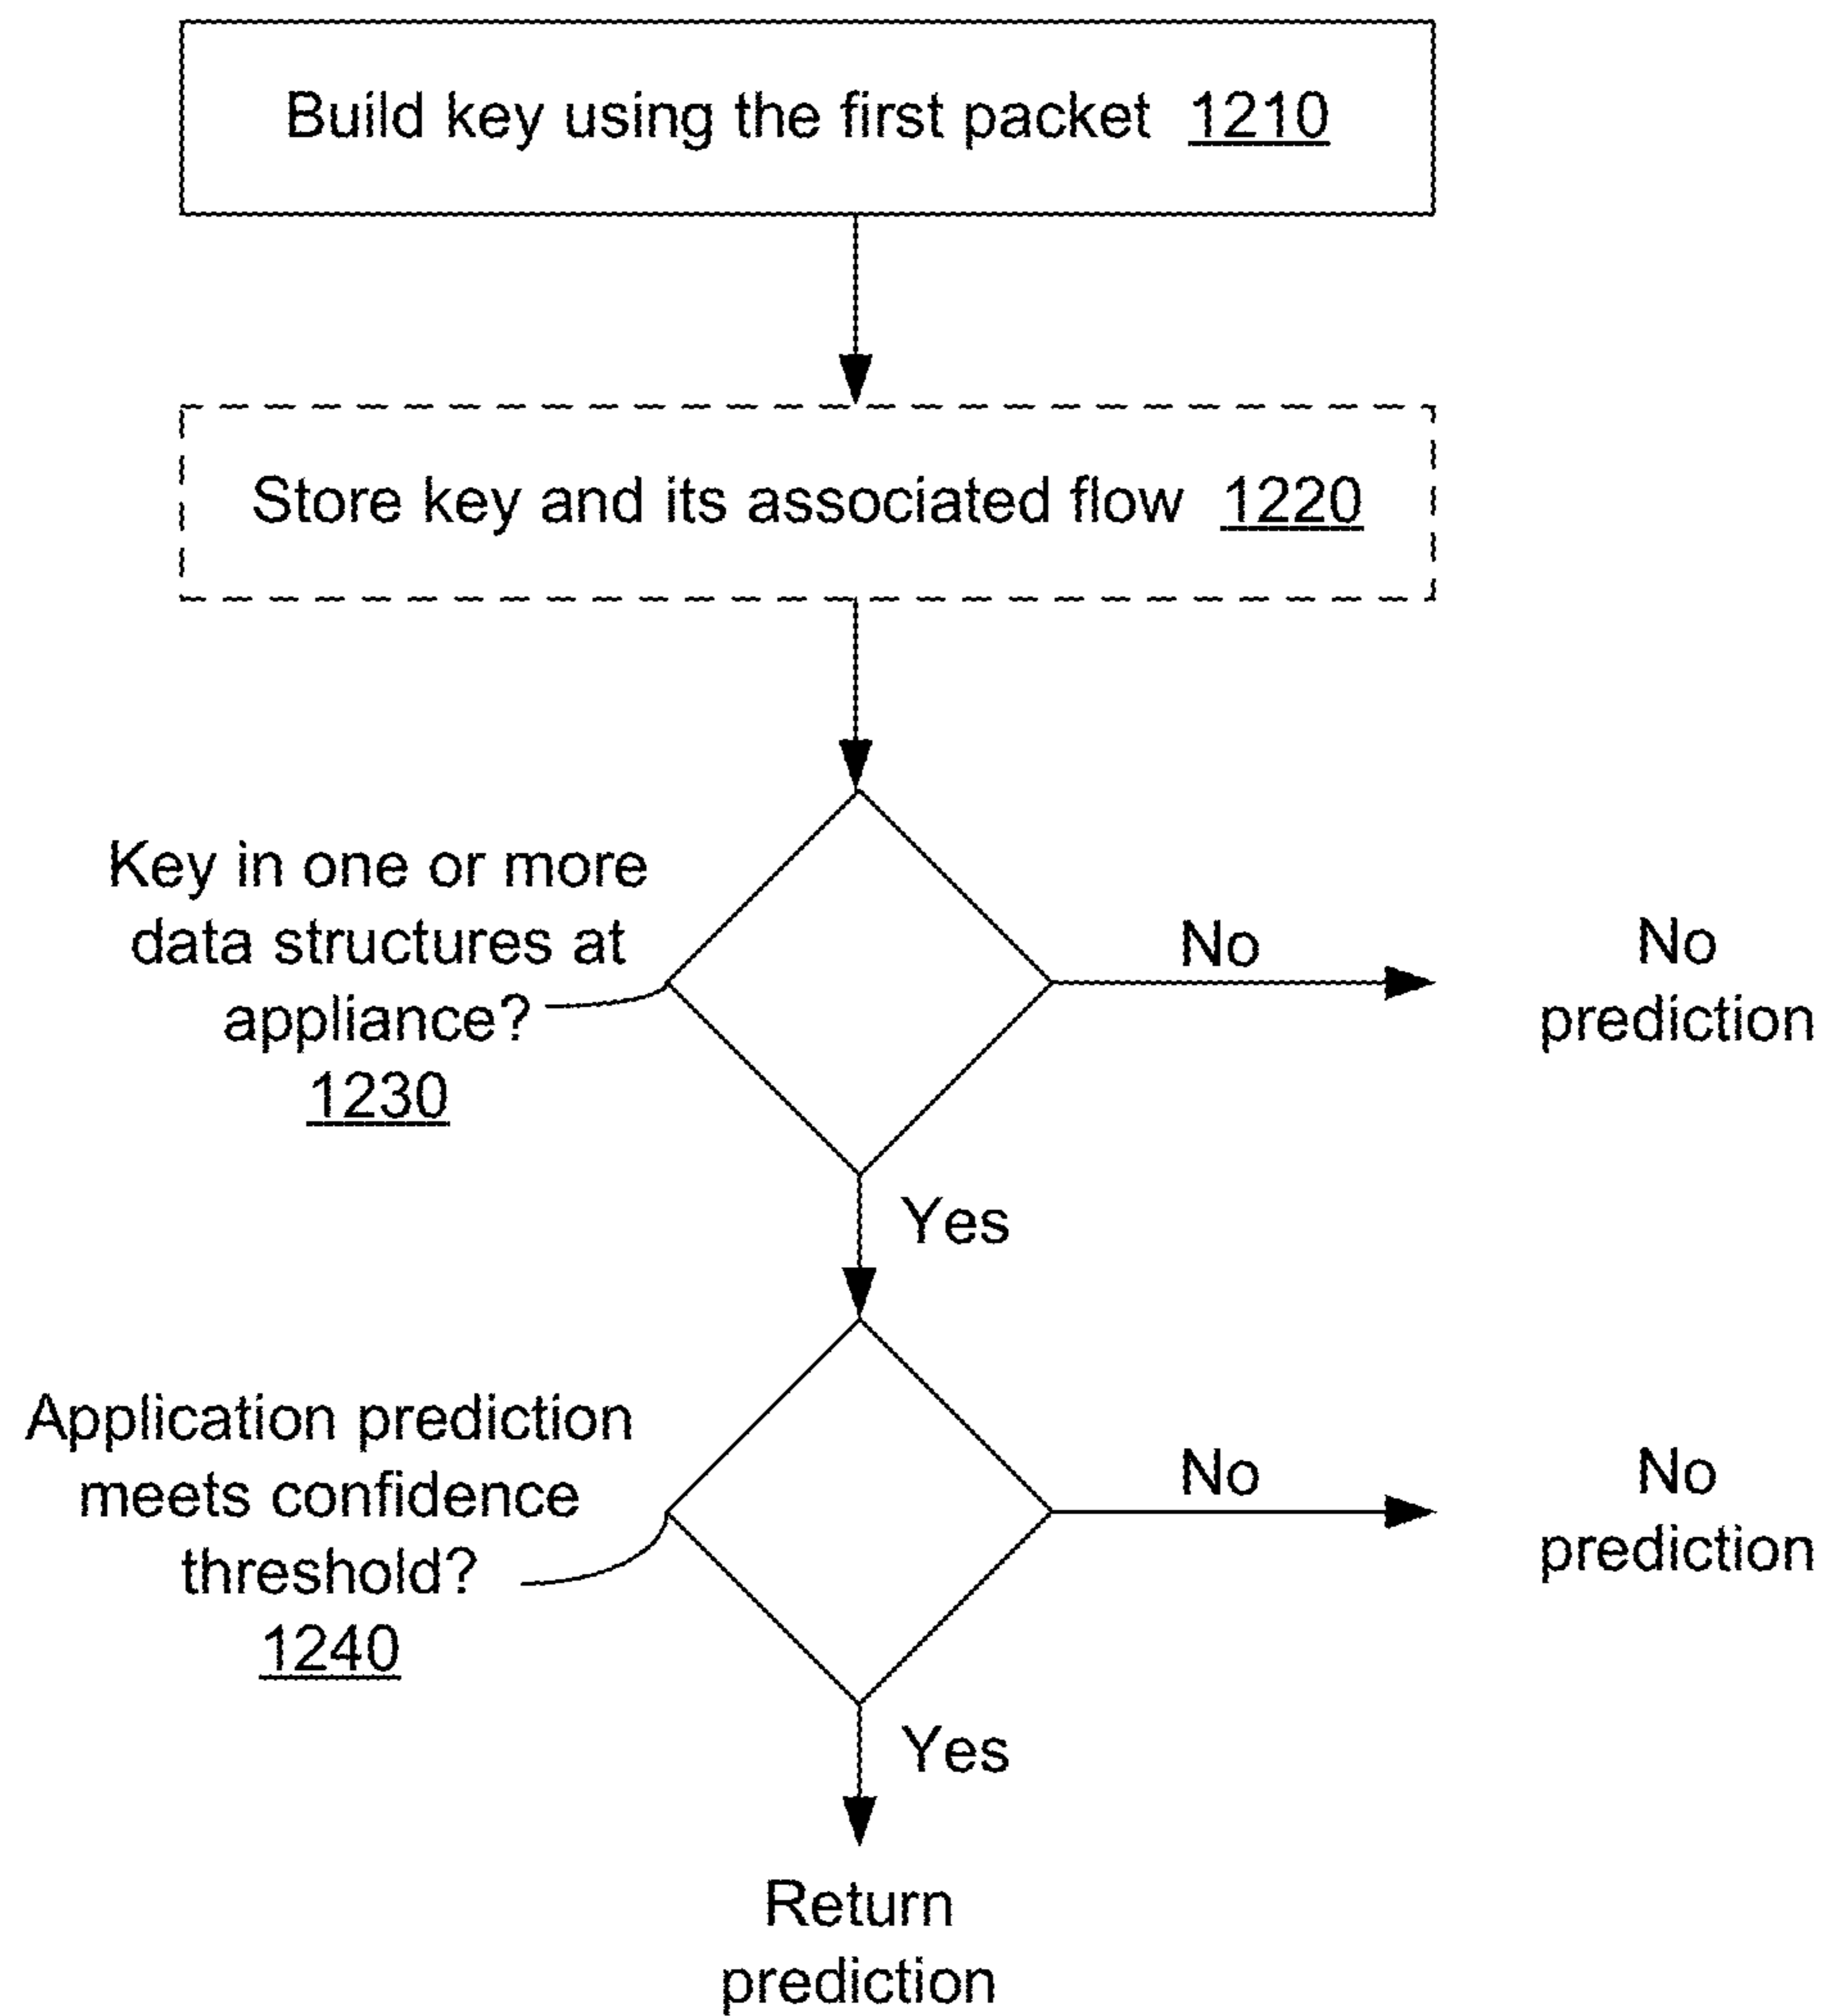 Build key using the first packet 1210
Store key and its associated flow 1220
Key in one or more
data structures at
appliance?
1230
No
No
prediction
Yes
Application prediction
meets confidence
threshold?
1240
No
No
prediction
Yes
Return
prediction